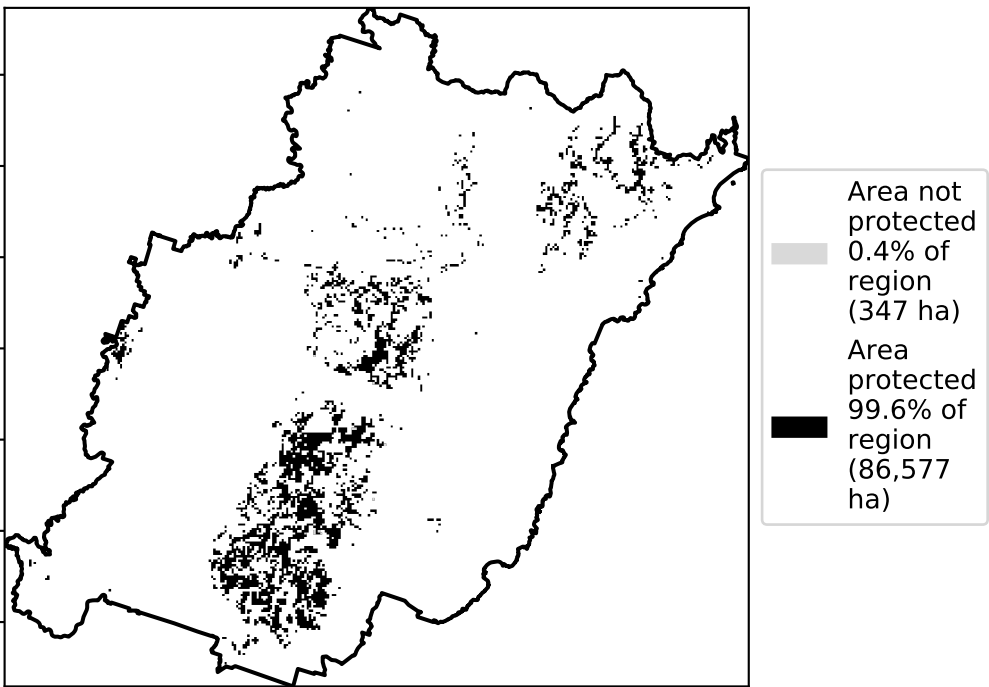 Area not
protected
0.4% of
region
(347 ha)
Area
protected
99.6% of
region
(86,577
ha)